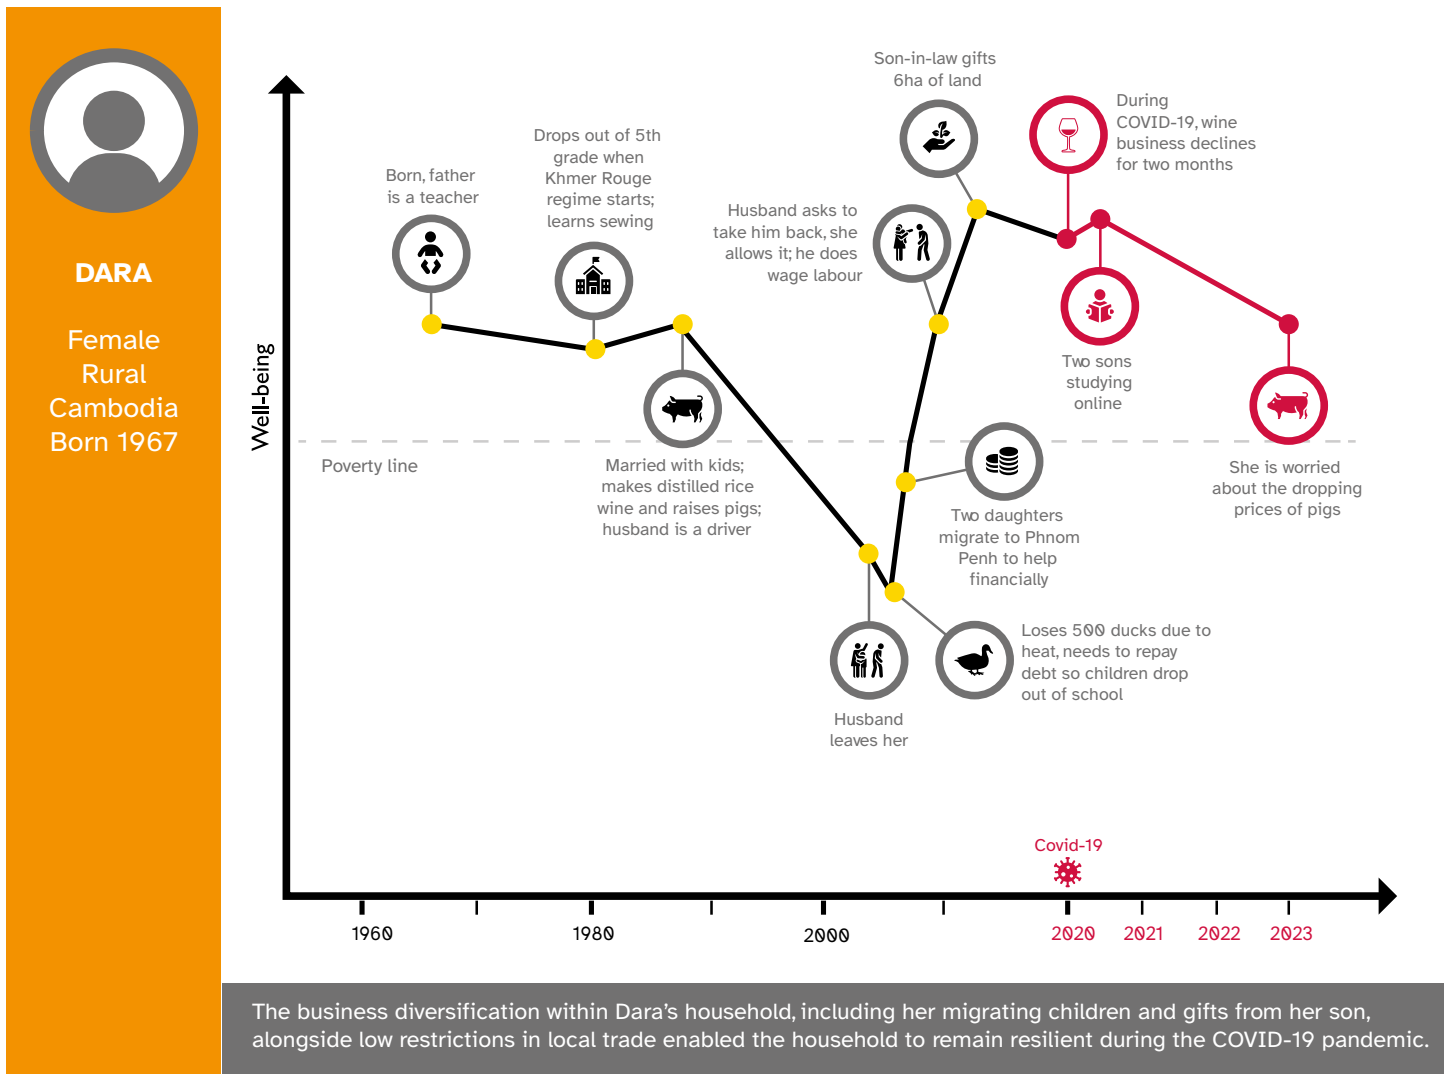 DARA
Female
Rural
Cambodia
Born 1967
Well-being
Born, father
is a teacher
Drops out of 5th
grade when
Khmer Rouge
regime starts;
learns sewing
Married with kids;
makes distilled rice
wine and raises pigs;
husband is a driver
Husband
leaves her
Loses 500 ducks due to
heat, needs to repay
debt so children drop
out of school
Two daughters
migrate to Phnom
Penh to help
financially
Husband asks to
take him back, she
allows it; he does
wage labour
Son-in-law gifts
6ha of land
During
COVID-19, wine
business declines
for two months
Two sons
studying
online
She is worried
about the dropping
prices of pigs
Poverty line
Covid-19
1960
1980
2000
2020
2021
2022
2023
The business diversification within Dara's household, including her migrating children and gifts from her son,
alongside low restrictions in local trade enabled the household to remain resilient during the COVID-19 pandemic.